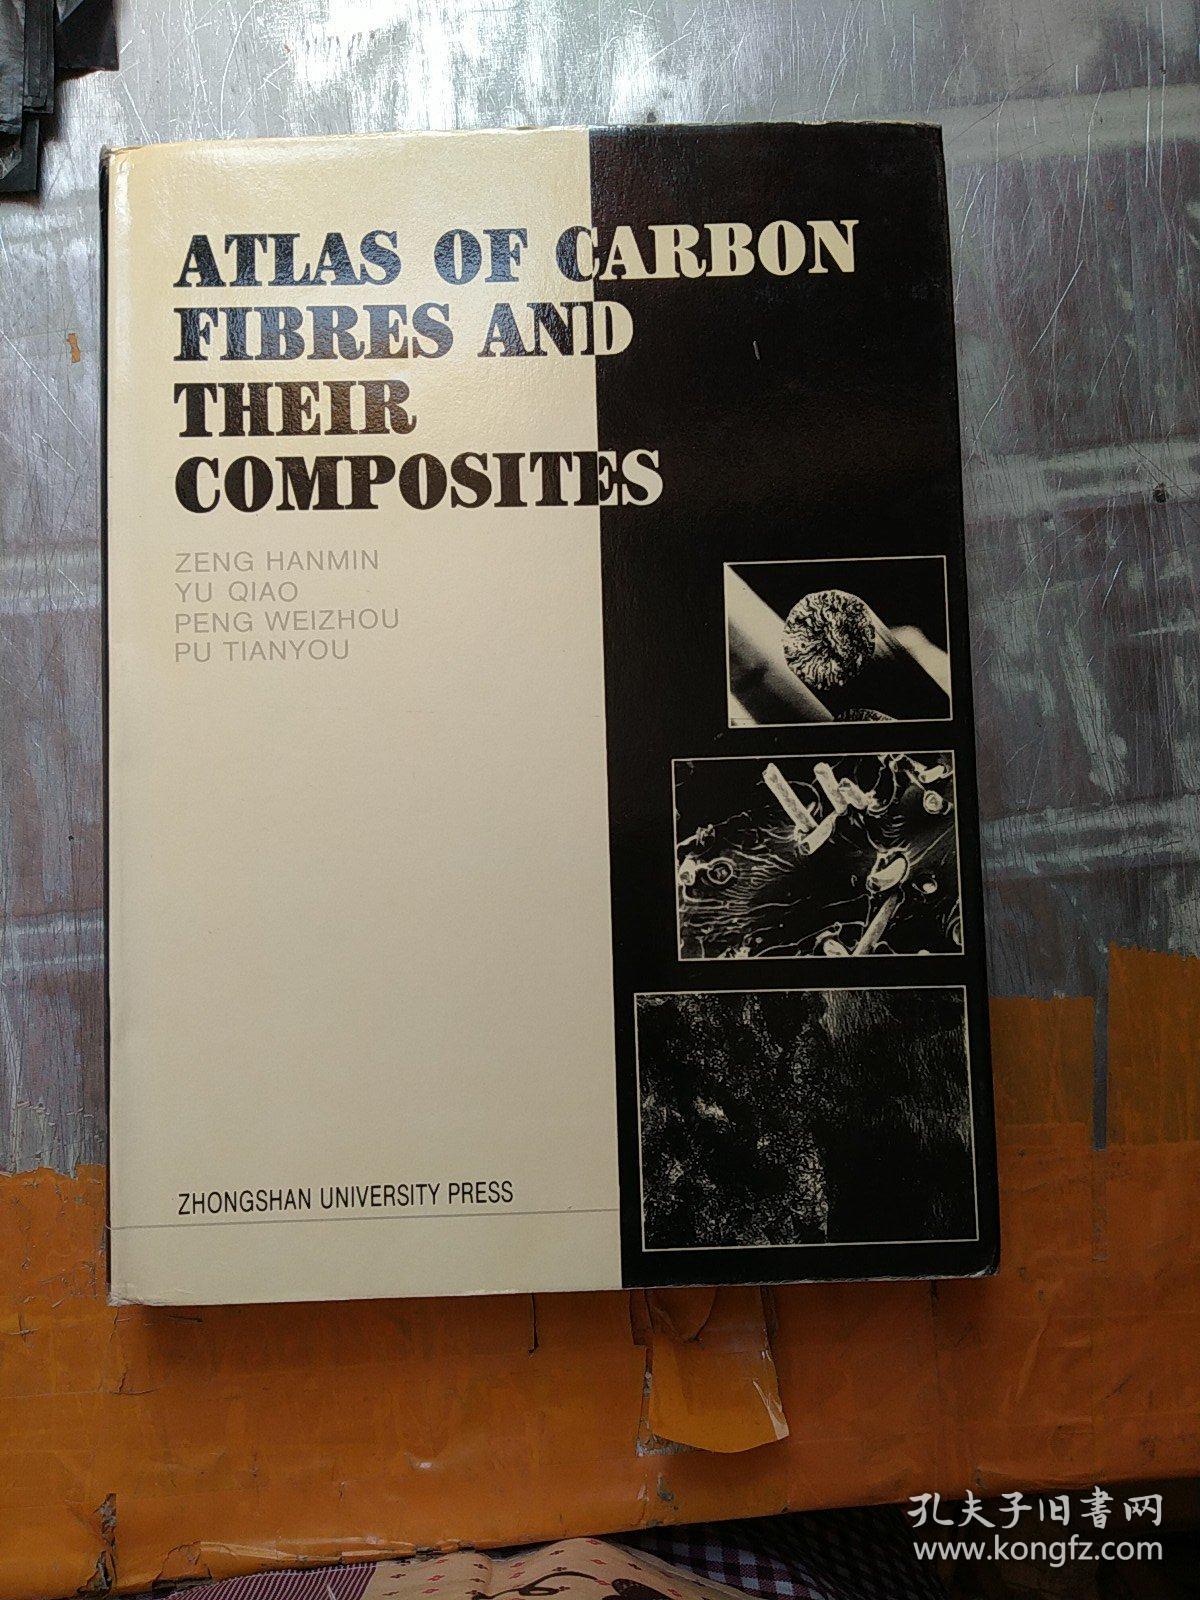 ATLAS OF CARBON
FIBRES AND
THEIR
COMPOSITES
ZENG HANMIN
YU QIAO
PENG WEIZHOU
PU TIANYOU
ZHONGSHAN UNIVERSITY PRESS
孔夫子旧書网
www.kongfz.com